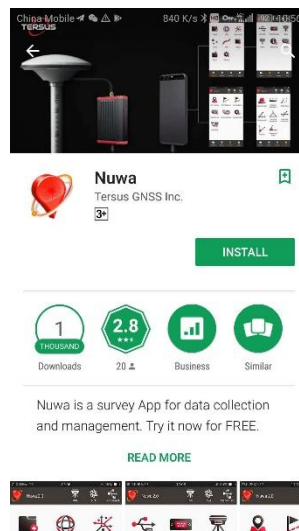 China Mobile
840 K/s
TERSUS
Nuwa
Tersus GNSS Inc.
3+
INSTALL
1
THOUSAND
Downloads
2.8
20
Business
Similar
Nuwa is a survey App for data collection
and management. Try it now for FREE.
READ MORE